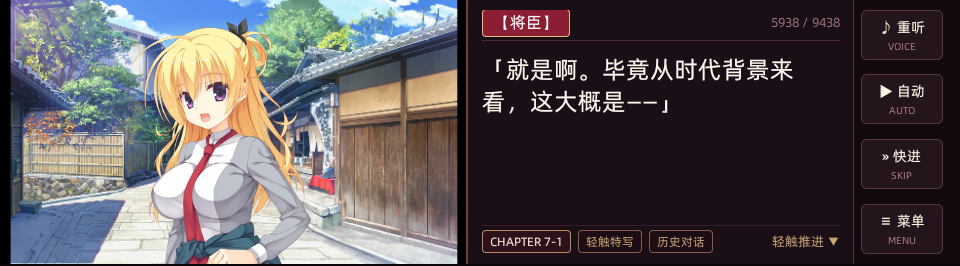 【将臣】
5938 / 9438
「就是啊。毕竟从时代背景来
看，这大概是——」
CHAPTER 7-1
轻触特写
历史对话
轻触推进 ▼
♪ 重听
VOICE
▶ 自动
AUTO
» 快进
SKIP
≡ 菜单
MENU